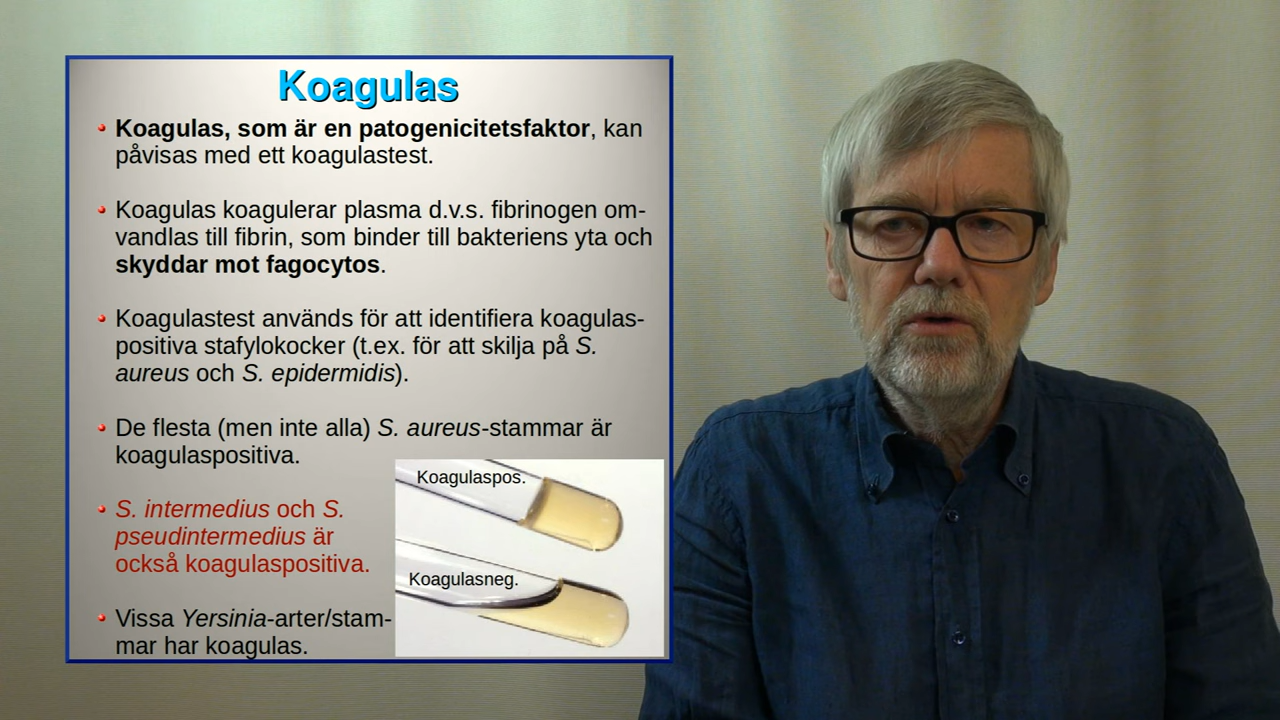 Koagulas
Koagulas, som är en patogenicitetsfaktor, kan
påvisas med ett koagulastest.
Koagulas koagulerar plasma d.v.s. fibrinogen om-
vandlas till fibrin, som binder till bakteriens yta och
skyddar mot fagocytos.
Koagulastest används för att identifiera koagulas-
positiva stafylokocker (t.ex. för att skilja på S.
aureus och S. epidermidis).
De flesta (men inte alla) S. aureus-stammar är
koagulaspositiva.
S. intermedius och S.
pseudintermedius är
också koagulaspositiva.
Vissa Yersinia-arter/stam-
mar har koagulas.
Koagulaspos.
Koagulasneg.